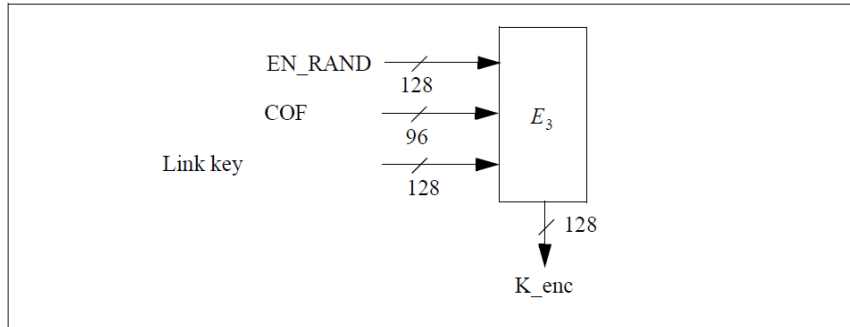 EN_RAND
128
COF
96
E3
Link key
128
128
K_enc